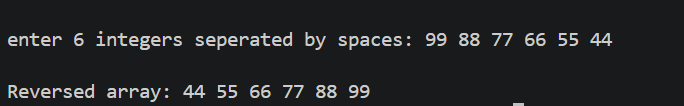 enter 6 integers seperated by spaces: 99 88 77 66 55 44
Reversed array: 44 55 66 77 88 99